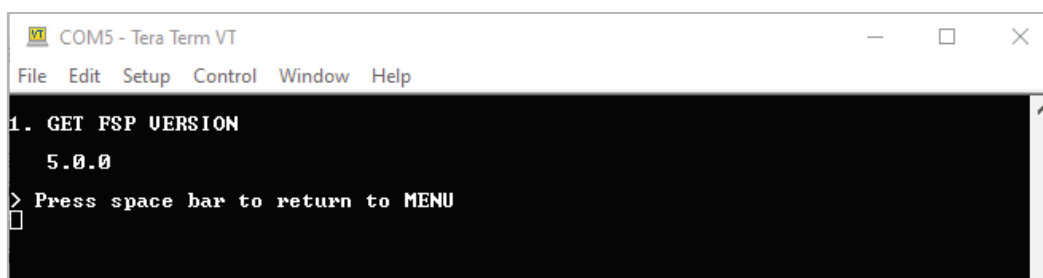 COM5 - Tera Term VT
File Edit Setup Control Window Help
1. GET FSP VERSION
5.0.0
> Press space bar to return to MENU